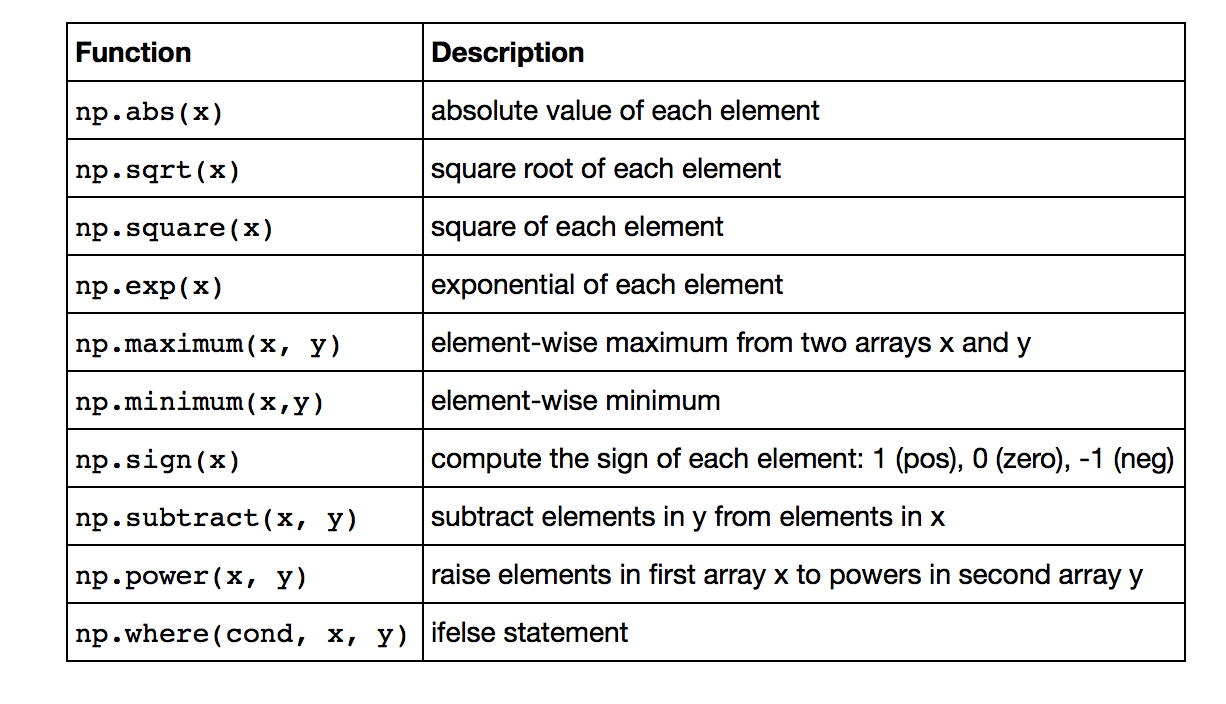 Function Description
np.abs(x) absolute value of each element
np.sqrt(x) square root of each element
np.square(x) square of each element
np.exp(x) exponential of each element
np.maximum(x, y) element-wise maximum from two arrays x and y
np.minimum(x,y) element-wise minimum
np.sign(x) compute the sign of each element: 1 (pos), 0 (zero), -1 (neg)
np.subtract(x, y) subtract elements in y from elements in x
np.power(x, y) raise elements in first array x to powers in second array y
np.where(cond, x, y) ifelse statement